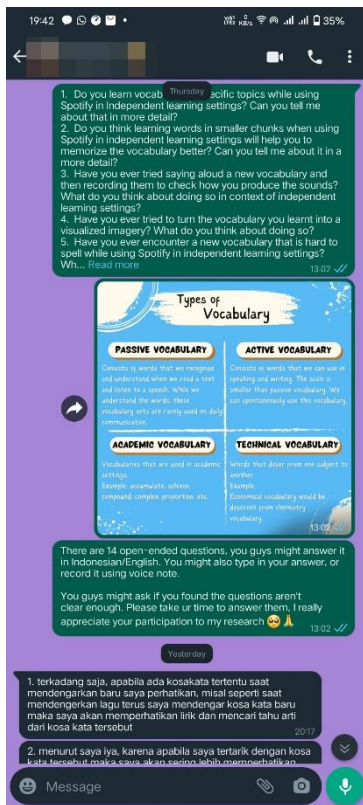 19:42
35%
Thursday
1. Do you learn vocab ecific topics while using
Spotify in Independent learning settings? Can you tell me
about that in more detail?
2. Do you think learning words in smaller chunks when using
Spotify in independent learning settings will help you to
memorize the vocabulary better? Can you tell me about it in a
more detail?
3. Have you ever tried saying aloud a new vocabulary and
then recording them to check how you produce the sounds?
What do you think about doing so in context of independent
learning settings?
4. Have you ever tried to turn the vocabulary you learnt into a
visualized imagery? What do you think about doing so?
5. Have you ever encounter a new vocabulary that is hard to
spell while using Spotify in independent learning settings?
Wh... Read more
13:02
Types of
Vocabulary
PASSIVE VOCABULARY
Consists of words that we recognise
and understand when we read a text
and listen to a speech. While we
understand the words, these
vocabulary arts are rarely used on daily
communication.
ACTIVE VOCABULARY
Consists of words that we can use in
speaking and writing. The scale is
smaller than passive vocabulary. We
can spontaneously use this vocabulary.
ACADEMIC VOCABULARY
Vocabularies that are used in academic
settings.
Example: accumulate, achieve,
compound, complex, proportion, etc.
TECHNICAL VOCABULARY
Words that differ from one subject to
another.
Example:
Economical vocabulary would be
different from chemistry
vocabulary.
13:02
There are 14 open-ended questions, you guys might answer it
in Indonesian/English. You might also type in your answer, or
record it using voice note.
You guys might ask if you found the questions aren't
clear enough. Please take ur time to answer them, I really
appreciate your participation to my research 🥺🙏
13:02
Yesterday
1. terkadang saja, apabila ada kosakata tertentu saat
mendengarkan baru saya perhatikan, misal seperti saat
mendengerkan lagu terus saya mendengar kosa kata baru
maka saya akan memperhatikan lirik dan mencari tahu arti
dari kosa kata tersebut
20:17
2. menurut saya iya, karena apabila saya tertarik dengan kosa
kata tersebut maka saya akan sering lebih memperhatikan
Message